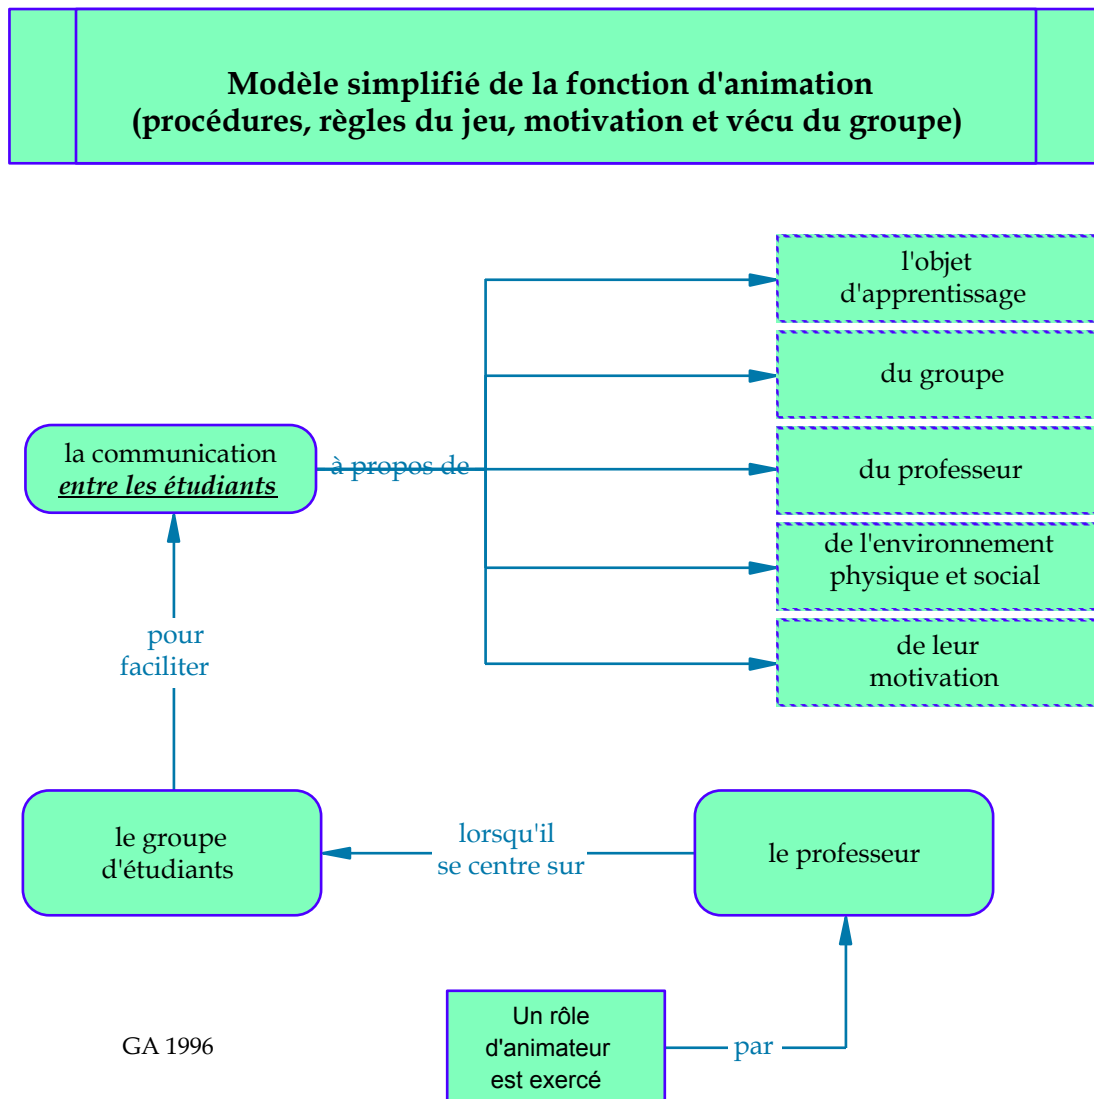 Modèle simplifié de la fonction d'animation
(procédures, règles du jeu, motivation et vécu du groupe)
l'objet
d'apprentissage
du groupe
la communication
entre les étudiants
à propos de
du professeur
de l'environnement
physique et social
pour
faciliter
de leur
motivation
le groupe
d'étudiants
lorsqu'il
se centre sur
le professeur
Un rôle
d'animateur
est exercé
par
GA 1996